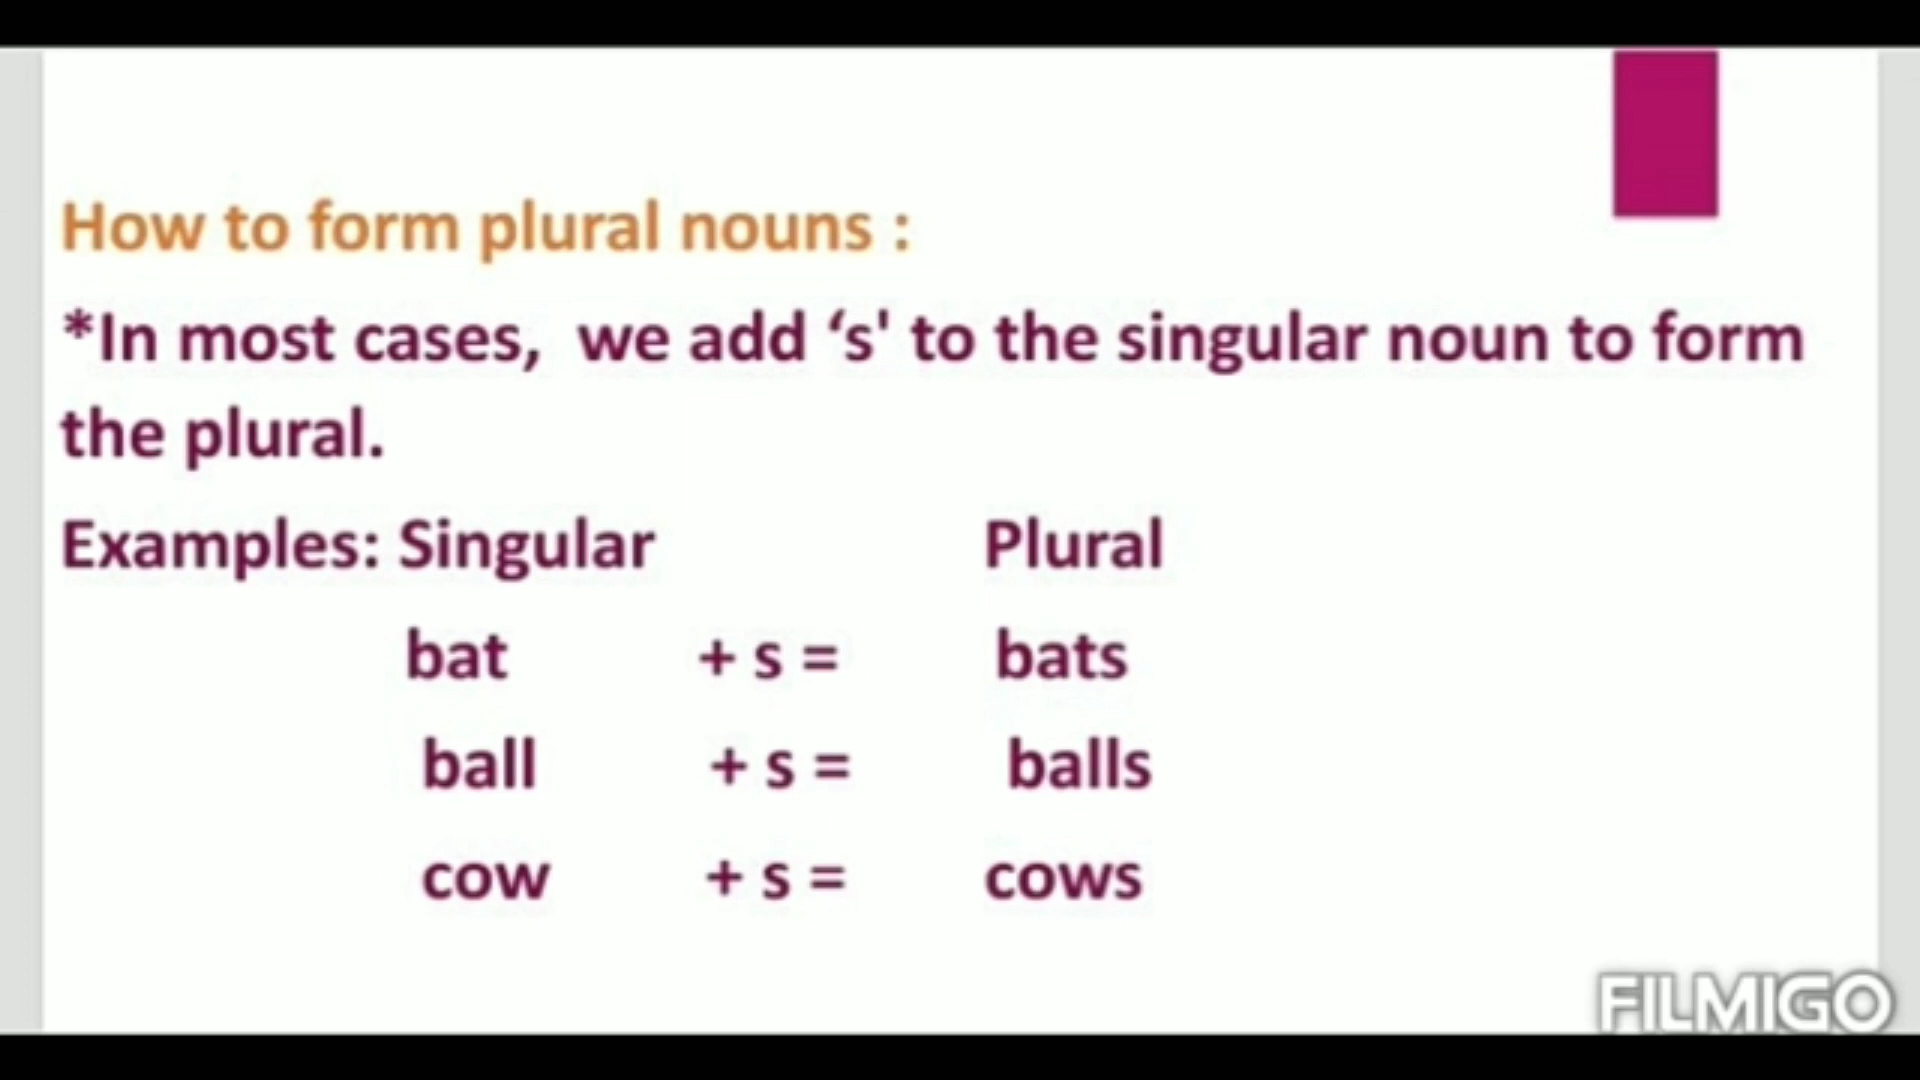 How to form plural nouns :
*In most cases, we add ‘s' to the singular noun to form
the plural.
Examples: Singular Plural
bat + s = bats
ball + s = balls
cow + s = cows
FILMIGO